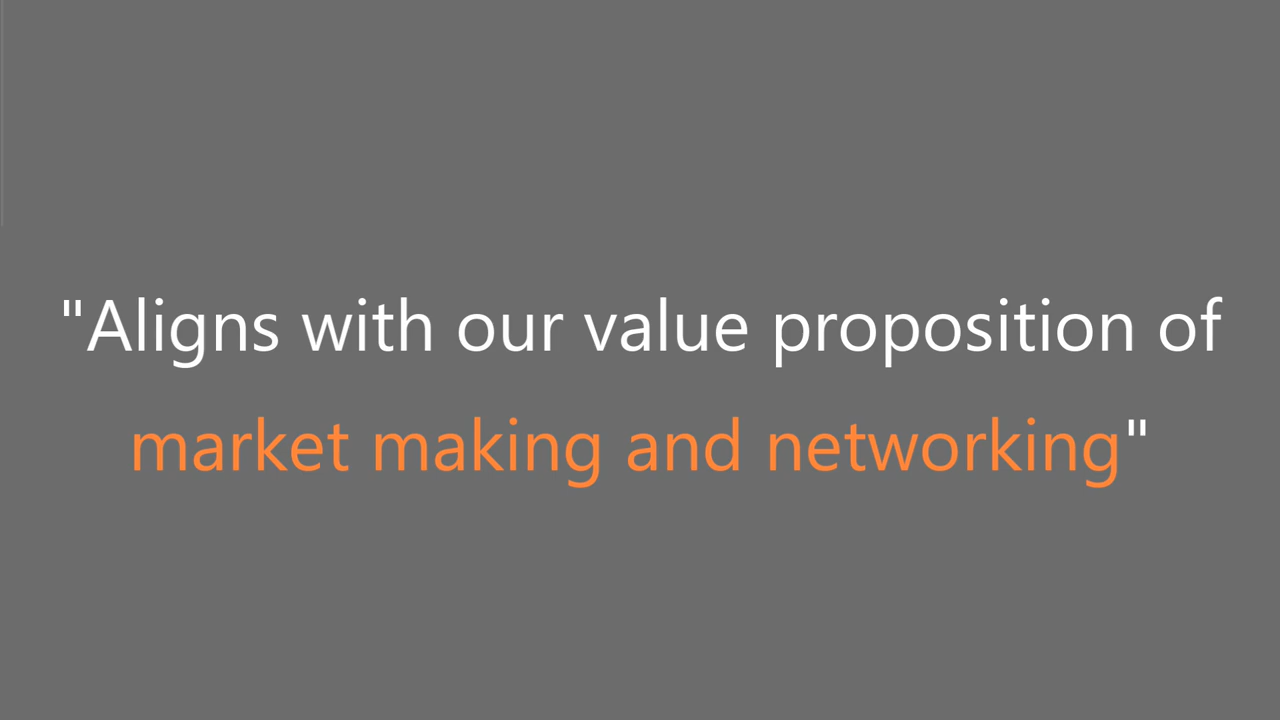 "Aligns with our value proposition of
market making and networking"